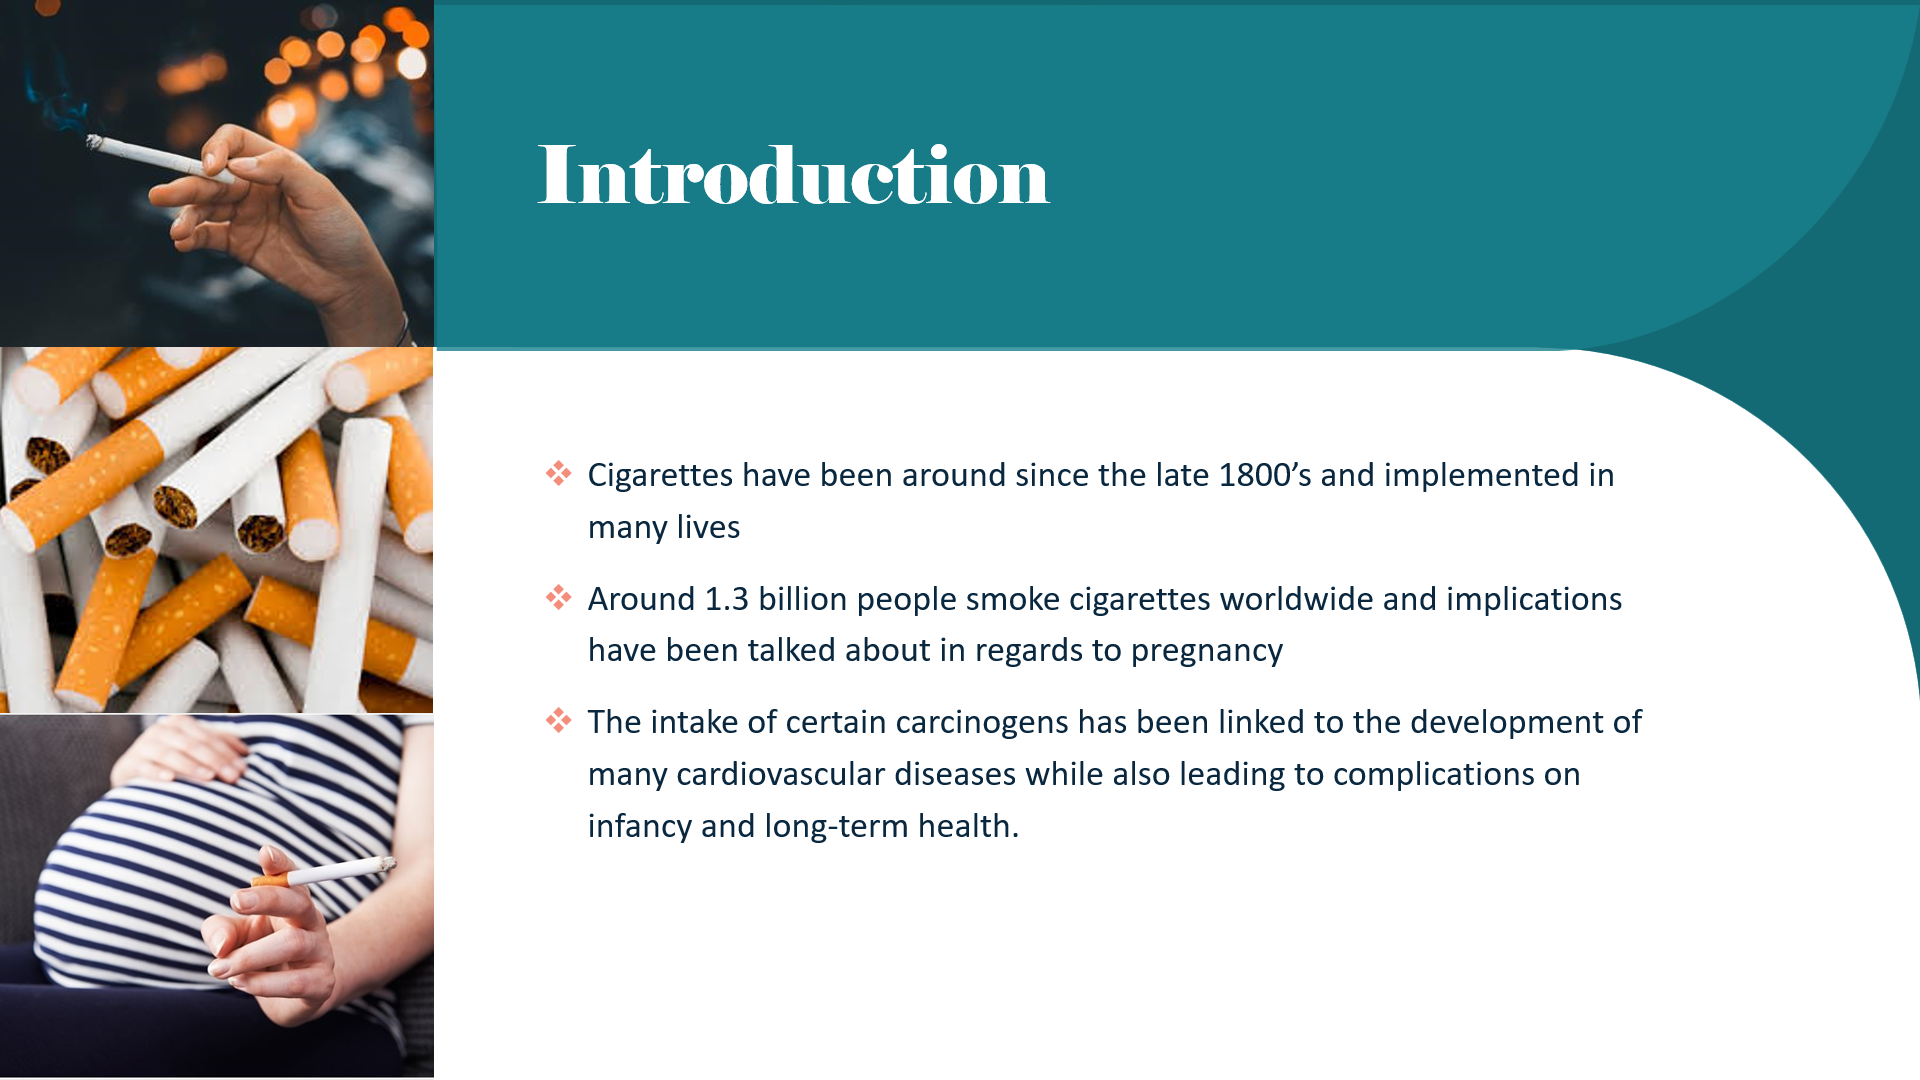 Introduction
❖ Cigarettes have been around since the late 1800’s and implemented in
many lives
❖ Around 1.3 billion people smoke cigarettes worldwide and implications
have been talked about in regards to pregnancy
❖ The intake of certain carcinogens has been linked to the development of
many cardiovascular diseases while also leading to complications on
infancy and long-term health.